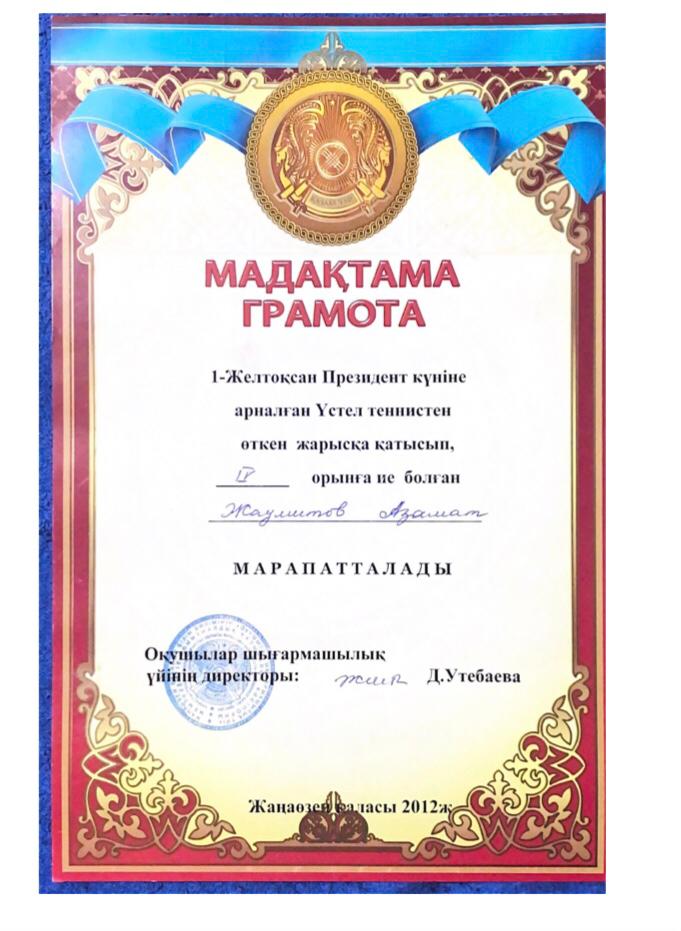 МАДАҚТАМА
ГРАМОТА
1-Желтоқсан Президент күніне
арналған Үстел теннистен
өткен жарысқа қатысып,
IV орынға ие болған
Жаумитов Азамат
МАРАПАТТАЛАДЫ
Оқушылар шығармашылық
үйінің директоры: Д.Утебаева
Жаңаөзен қаласы 2012ж